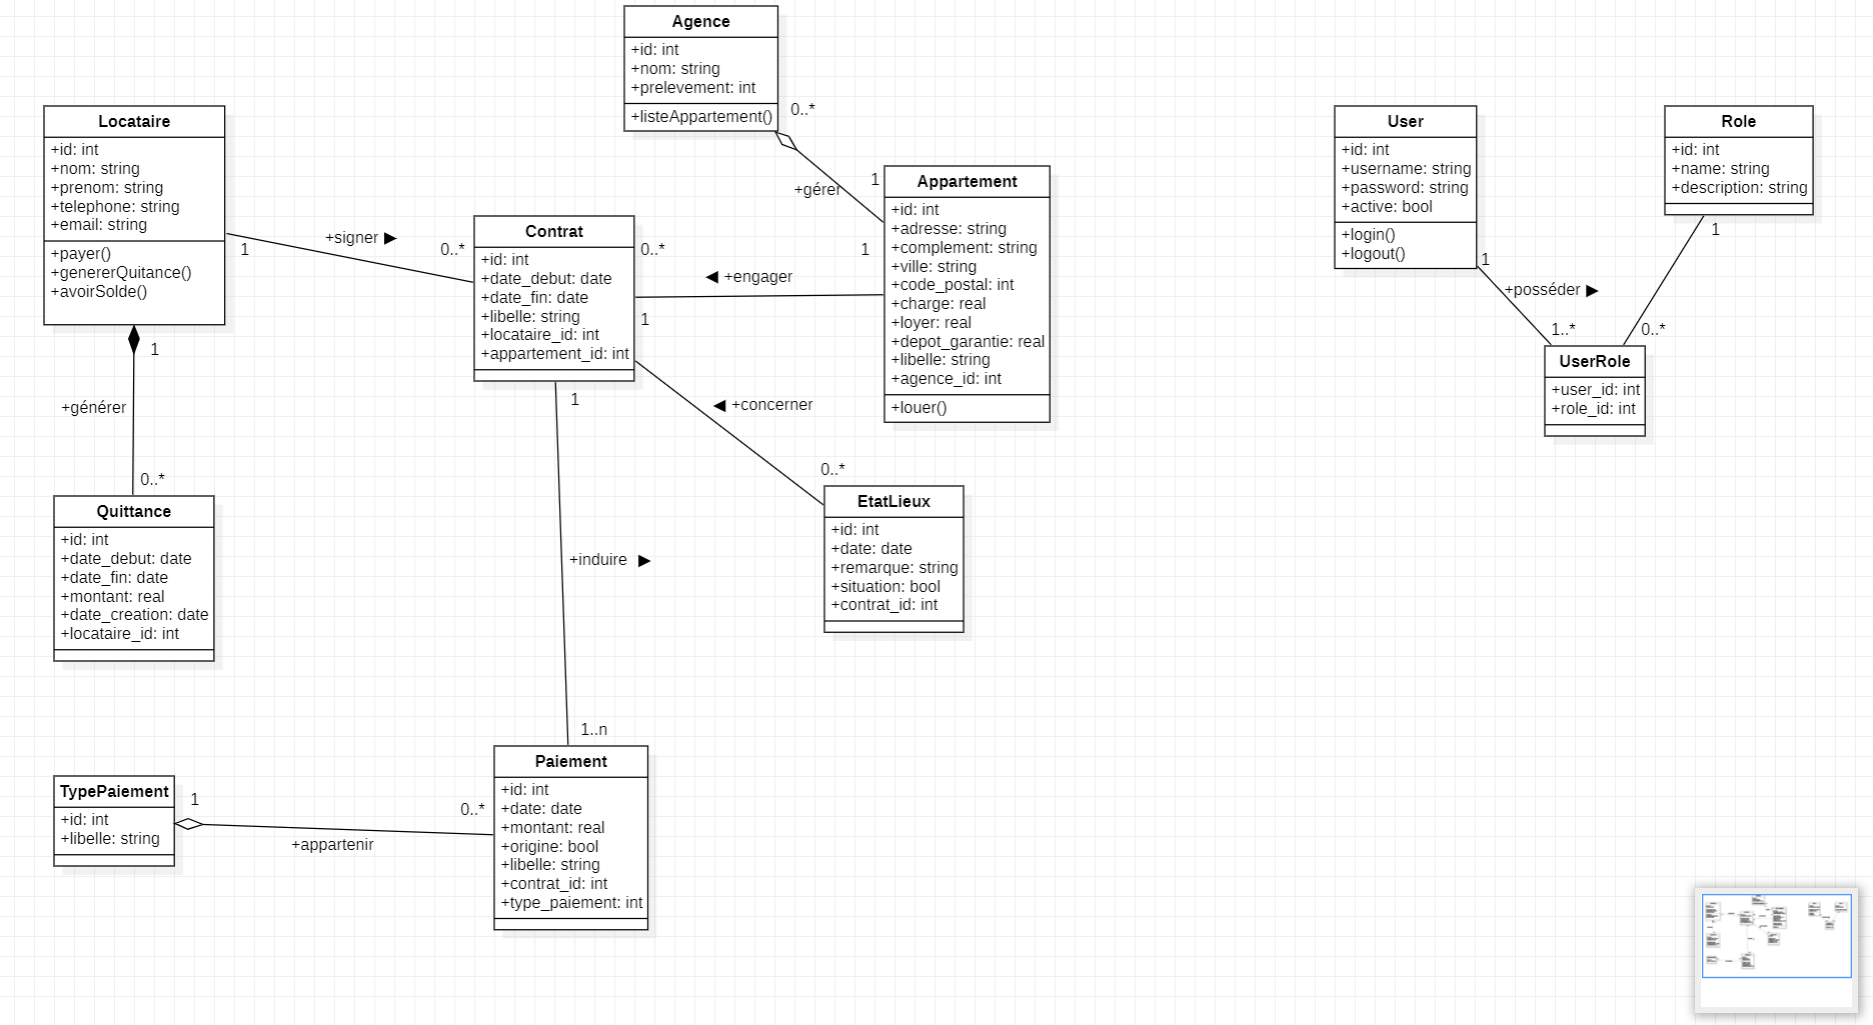 Agence
+id: int
+nom: string
+prelevement: int
+listeAppartement()
0..*
+gérer
1
Locataire
+id: int
+nom: string
+prenom: string
+telephone: string
+email: string
+payer()
+genererQuitance()
+avoirSolde()
1
+signer ►
0..*
Contrat
+id: int
+date_debut: date
+date_fin: date
+libelle: string
+locataire_id: int
+appartement_id: int
0..*
◄ +engager
1
Appartement
+id: int
+adresse: string
+complement: string
+ville: string
+code_postal: int
+charge: real
+loyer: real
+depot_garantie: real
+libelle: string
+agence_id: int
+louer()
1
◄ +concerner
0..*
EtatLieux
+id: int
+date: date
+remarque: string
+situation: bool
+contrat_id: int
1
+générer
0..*
Quittance
+id: int
+date_debut: date
+date_fin: date
+montant: real
+date_creation: date
+locataire_id: int
1
+induire ►
1..n
Paiement
+id: int
+date: date
+montant: real
+origine: bool
+libelle: string
+contrat_id: int
+type_paiement: int
TypePaiement
+id: int
+libelle: string
1
+appartenir
0..*
User
+id: int
+username: string
+password: string
+active: bool
+login()
+logout()
1
+posséder ►
1..*
Role
+id: int
+name: string
+description: string
1
0..*
UserRole
+user_id: int
+role_id: int